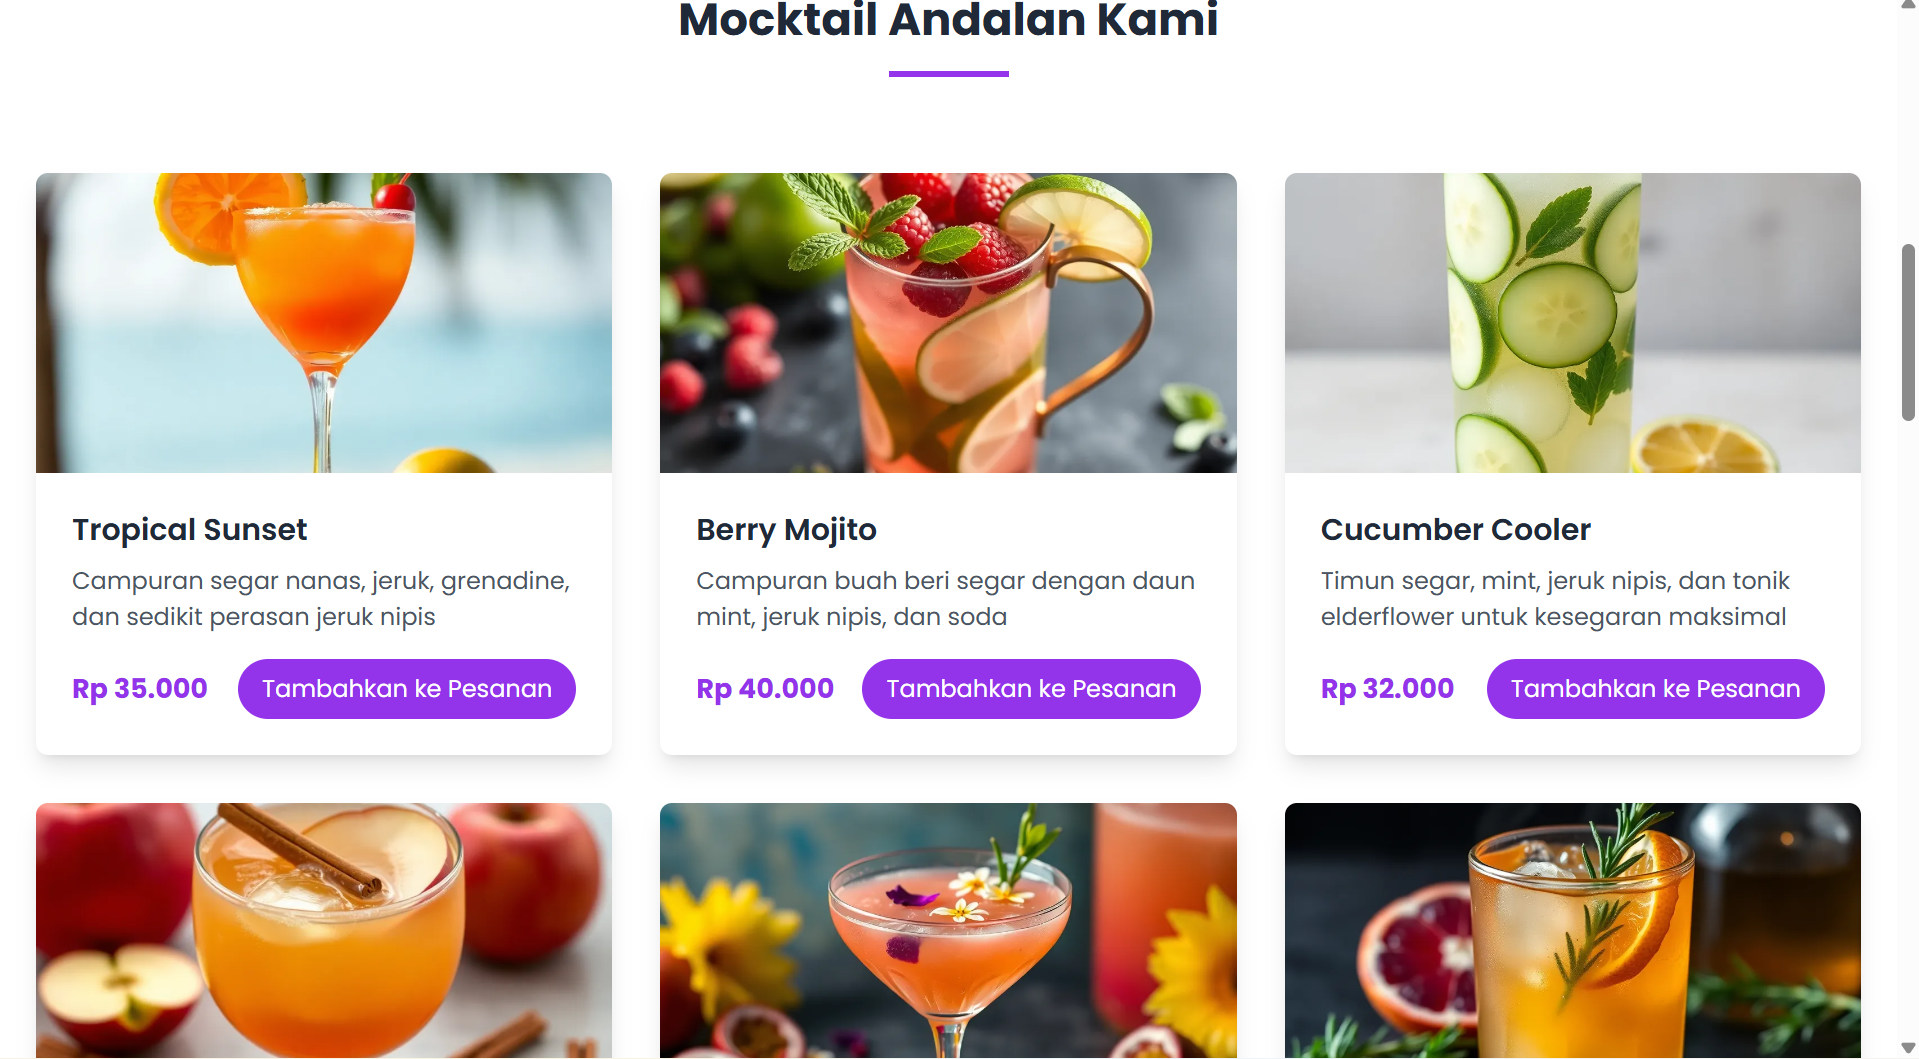 Mocktail Andalan Kami
Tropical Sunset
Campuran segar nanas, jeruk, grenadine,
dan sedikit perasan jeruk nipis
Rp 35.000
Tambahkan ke Pesanan
Berry Mojito
Campuran buah beri segar dengan daun
mint, jeruk nipis, dan soda
Rp 40.000
Tambahkan ke Pesanan
Cucumber Cooler
Timun segar, mint, jeruk nipis, dan tonik
elderflower untuk kesegaran maksimal
Rp 32.000
Tambahkan ke Pesanan